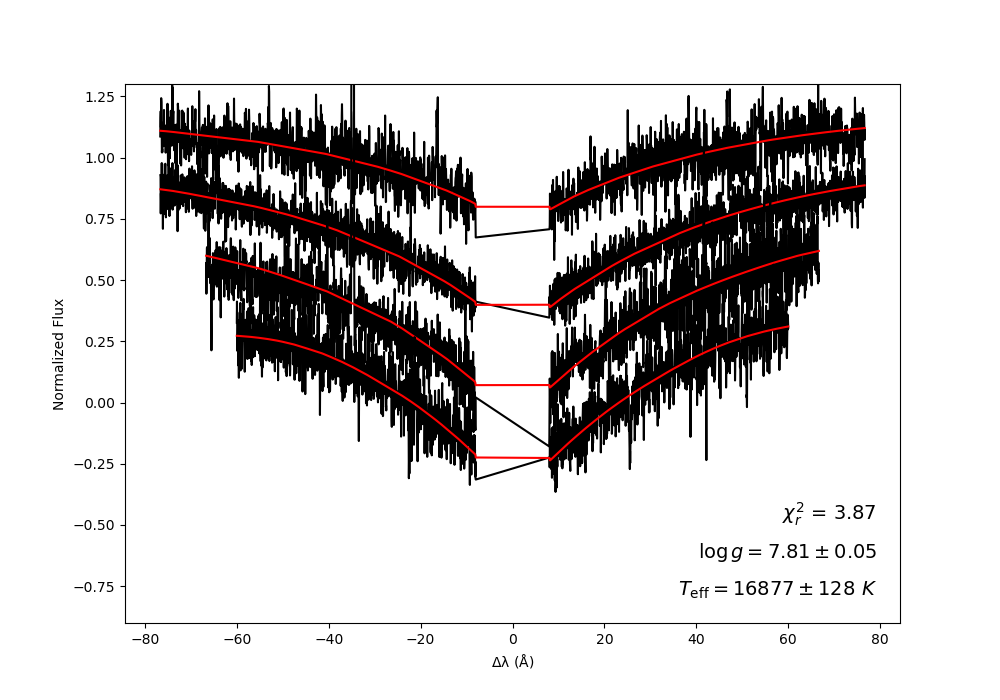 Normalized Flux
1.25
1.00
0.75
0.50
0.25
0.00
−0.25
−0.50
−0.75
χ²ᵣ = 3.87
log g = 7.81 ± 0.05
T_eff = 16877 ± 128 K
−80 −60 −40 −20 0 20 40 60 80
Δλ (Å)